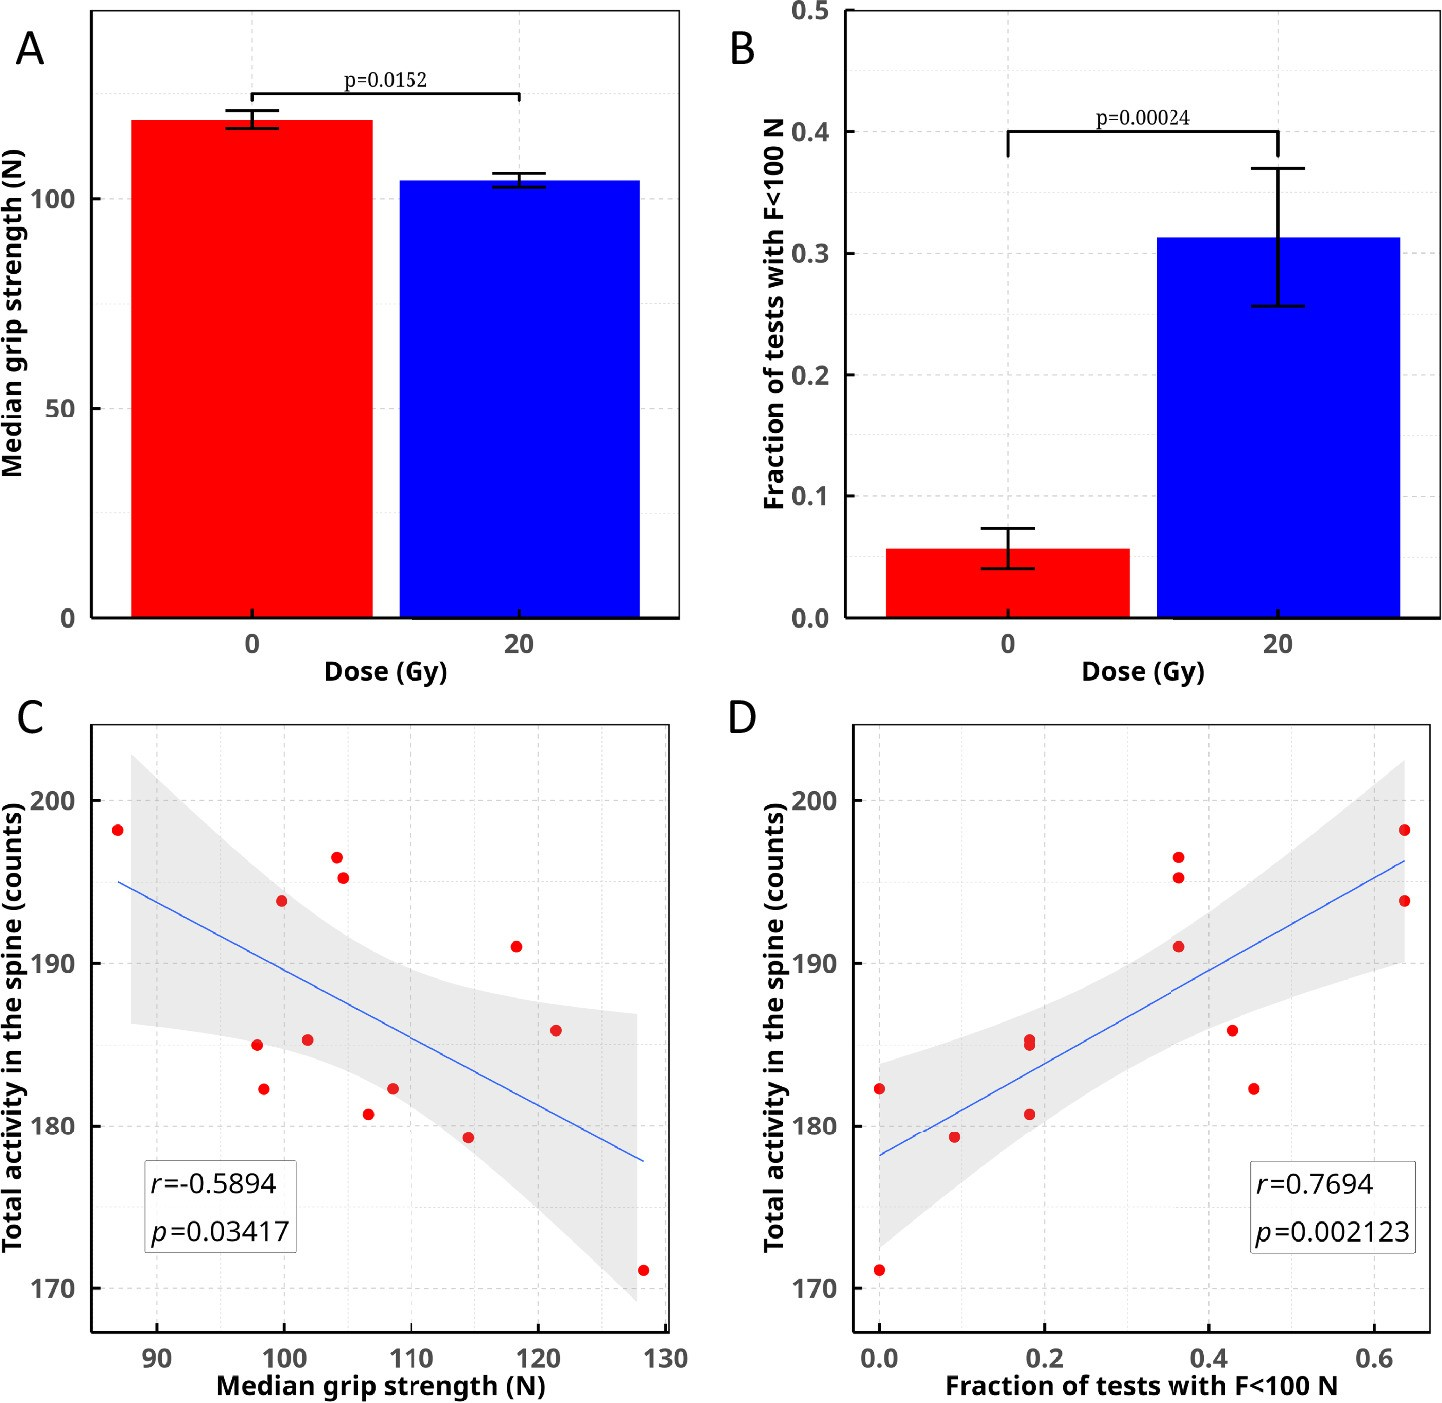 A
Median grip strength (N)
100
50
0
p=0.0152
0
20
Dose (Gy)
B
Fraction of tests with F<100 N
0.5
0.4
0.3
0.2
0.1
0.0
p=0.00024
0
20
Dose (Gy)
C
Total activity in the spine (counts)
200
190
180
170
r=-0.5894
p=0.03417
90
100
110
120
130
Median grip strength (N)
D
Total activity in the spine (counts)
200
190
180
170
r=0.7694
p=0.002123
0.0
0.2
0.4
0.6
Fraction of tests with F<100 N